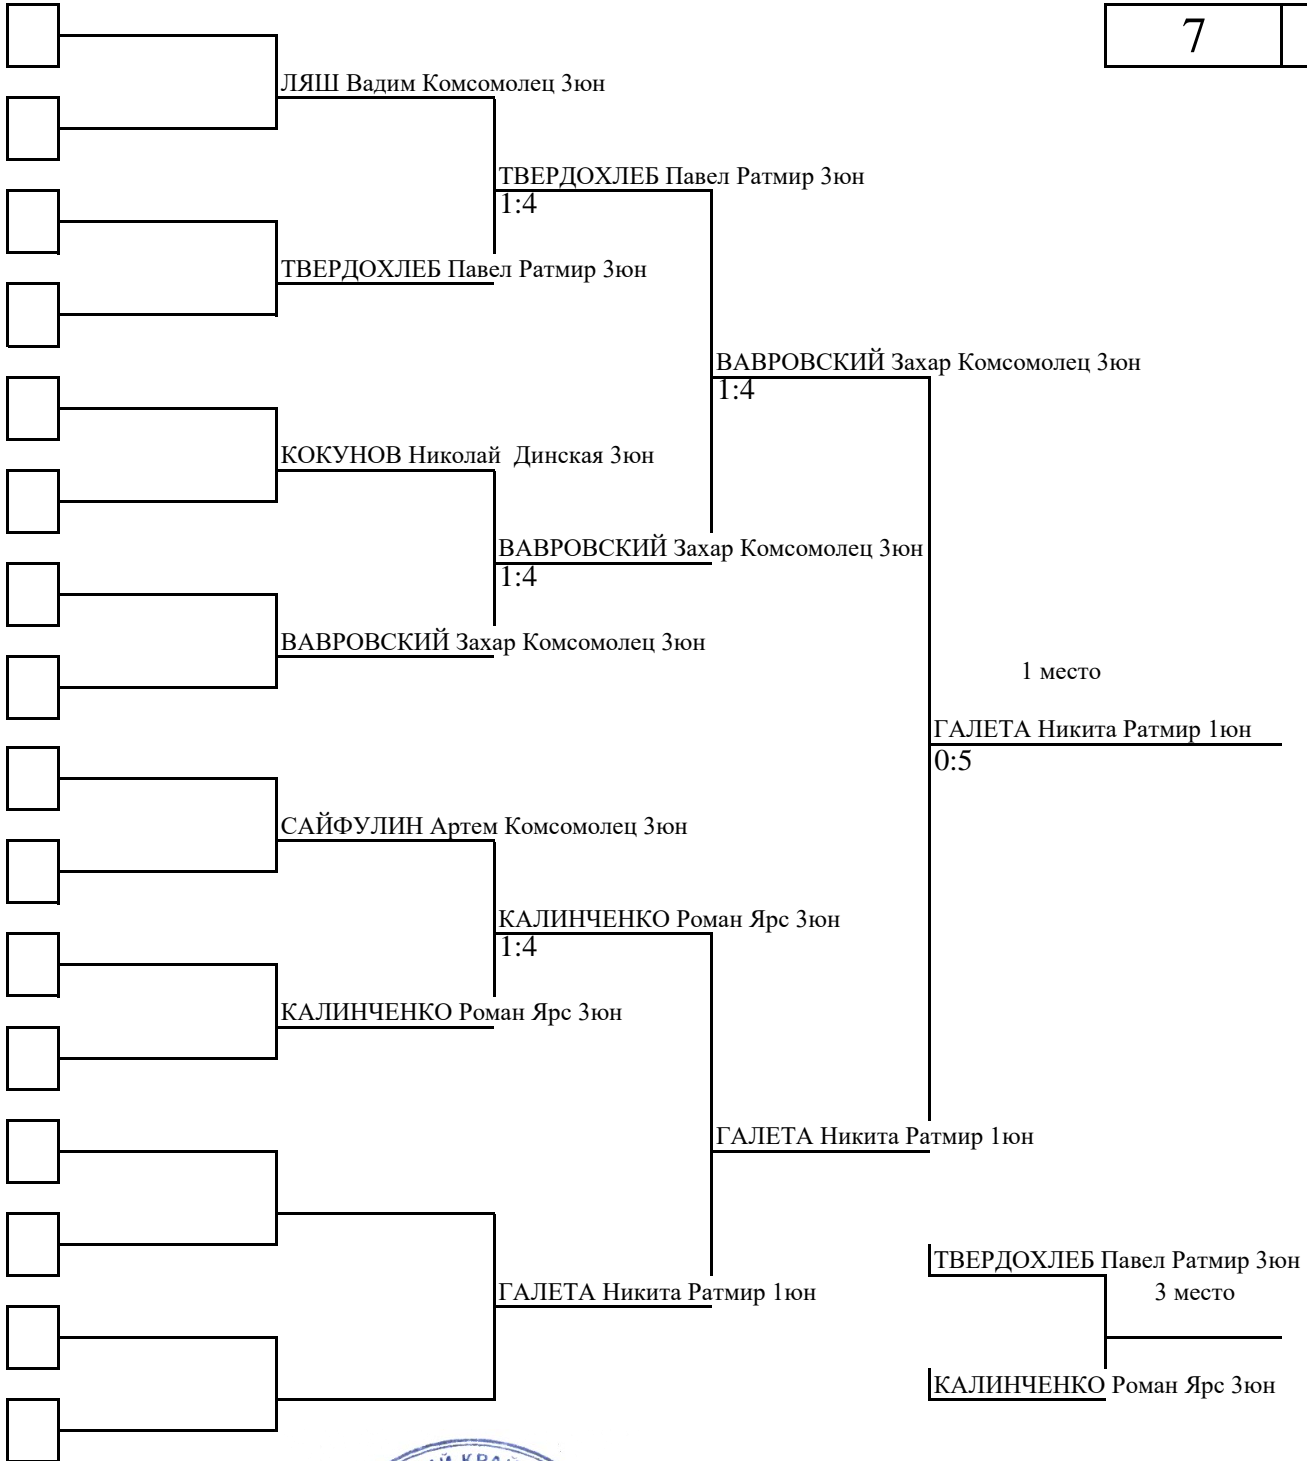 7
ЛЯШ Вадим Комсомолец 3юн
ТВЕРДОХЛЕБ Павел Ратмир 3юн
1:4
ТВЕРДОХЛЕБ Павел Ратмир 3юн
ВАВРОВСКИЙ Захар Комсомолец 3юн
1:4
КОКУНОВ Николай  Динская 3юн
ВАВРОВСКИЙ Захар Комсомолец 3юн
1:4
ВАВРОВСКИЙ Захар Комсомолец 3юн
1 место
ГАЛЕТА Никита Ратмир 1юн
0:5
САЙФУЛИН Артем Комсомолец 3юн
КАЛИНЧЕНКО Роман Ярс 3юн
1:4
КАЛИНЧЕНКО Роман Ярс 3юн
ГАЛЕТА Никита Ратмир 1юн
ТВЕРДОХЛЕБ Павел Ратмир 3юн
ГАЛЕТА Никита Ратмир 1юн
3 место
КАЛИНЧЕНКО Роман Ярс 3юн